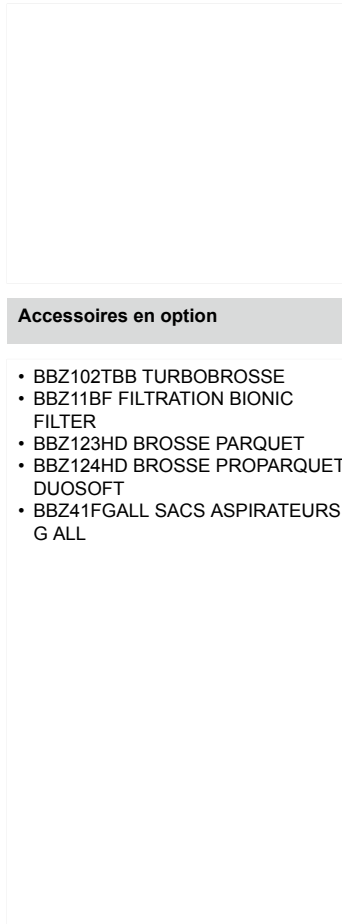 Accessoires en option
• BBZ102TBB TURBOBROSSE
• BBZ11BF FILTRATION BIONIC
FILTER
• BBZ123HD BROSSE PARQUET
• BBZ124HD BROSSE PROPARQUET
DUOSOFT
• BBZ41FGALL SACS ASPIRATEURS
G ALL